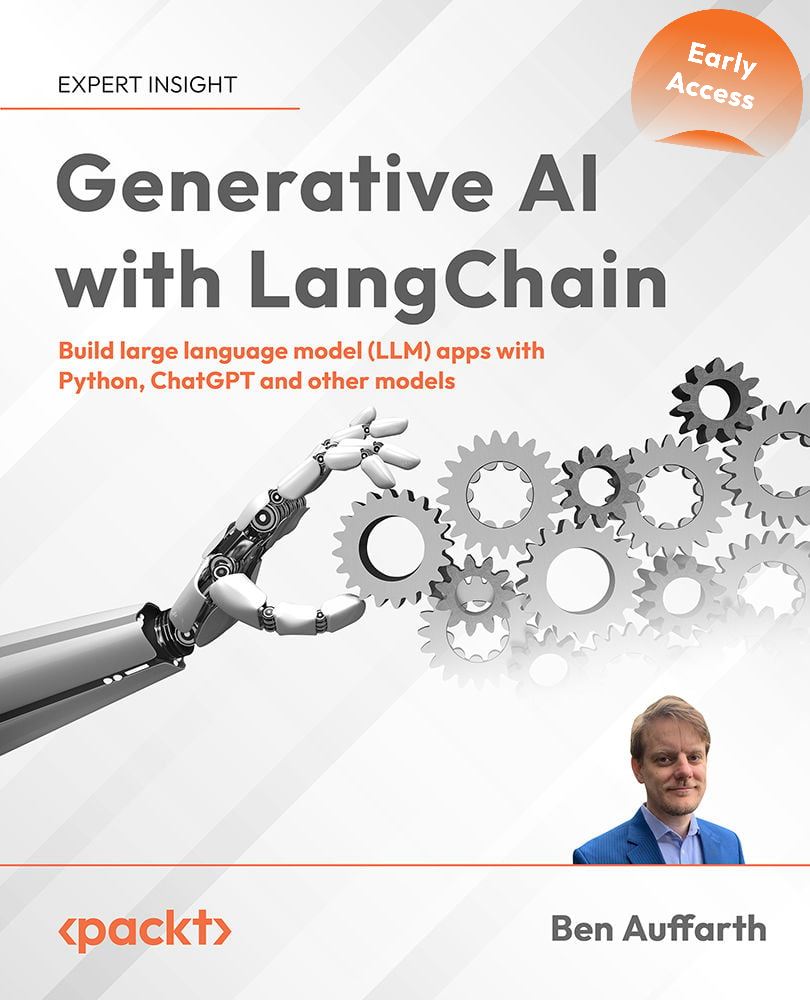 Early
Access
EXPERT INSIGHT
Generative AI
with LangChain
Build large language model (LLM) apps with
Python, ChatGPT and other models
<packt>
Ben Auffarth